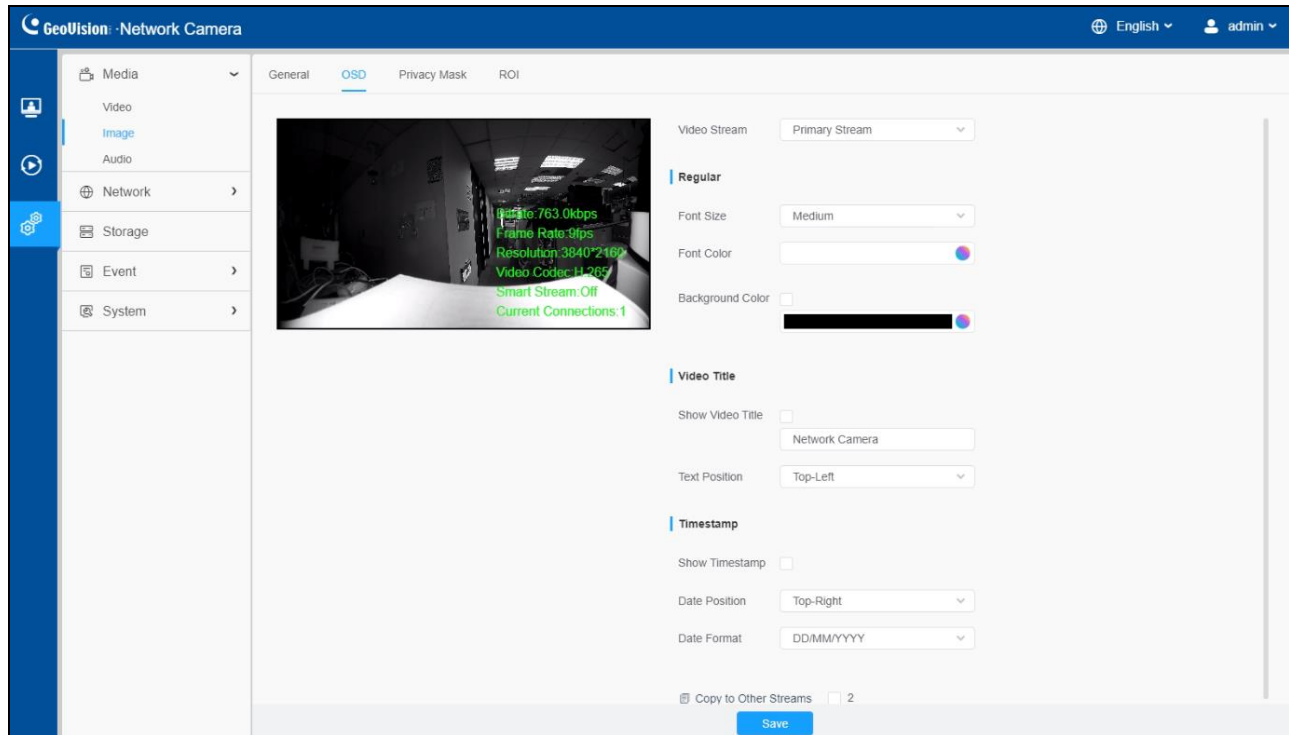 GeoVision: ·Network Camera
English
admin
Media
Video
Image
Audio
Network
Storage
Event
System
General OSD Privacy Mask ROI
Bitrate:763.0kbps
Frame Rate:9fps
Resolution:3840*2160
Video Codec:H.265
Smart Stream:Off
Current Connections:1
Video Stream Primary Stream
Regular
Font Size Medium
Font Color
Background Color
Video Title
Show Video Title
Network Camera
Text Position Top-Left
Timestamp
Show Timestamp
Date Position Top-Right
Date Format DD/MM/YYYY
Copy to Other Streams 2
Save